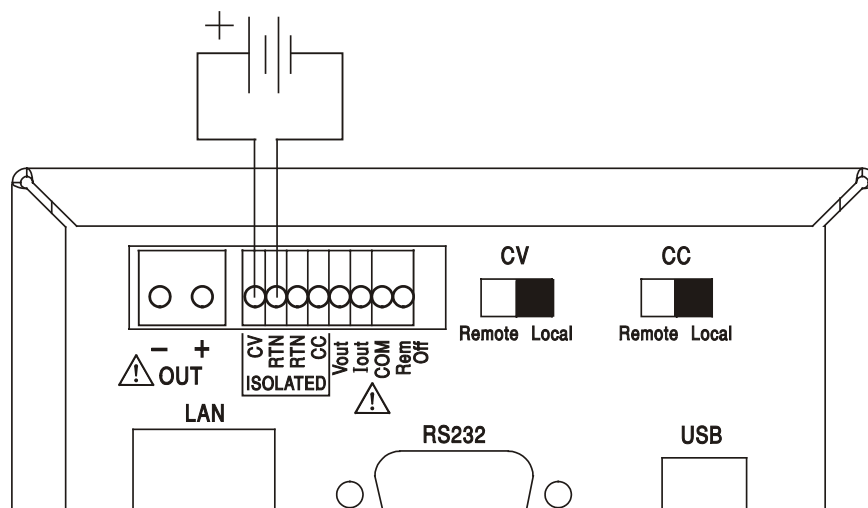 +
CV CC
Remote Local Remote Local
− + CV RTN RTN CC Vout Iout COM Rem Off
OUT ISOLATED
LAN
RS232 USB